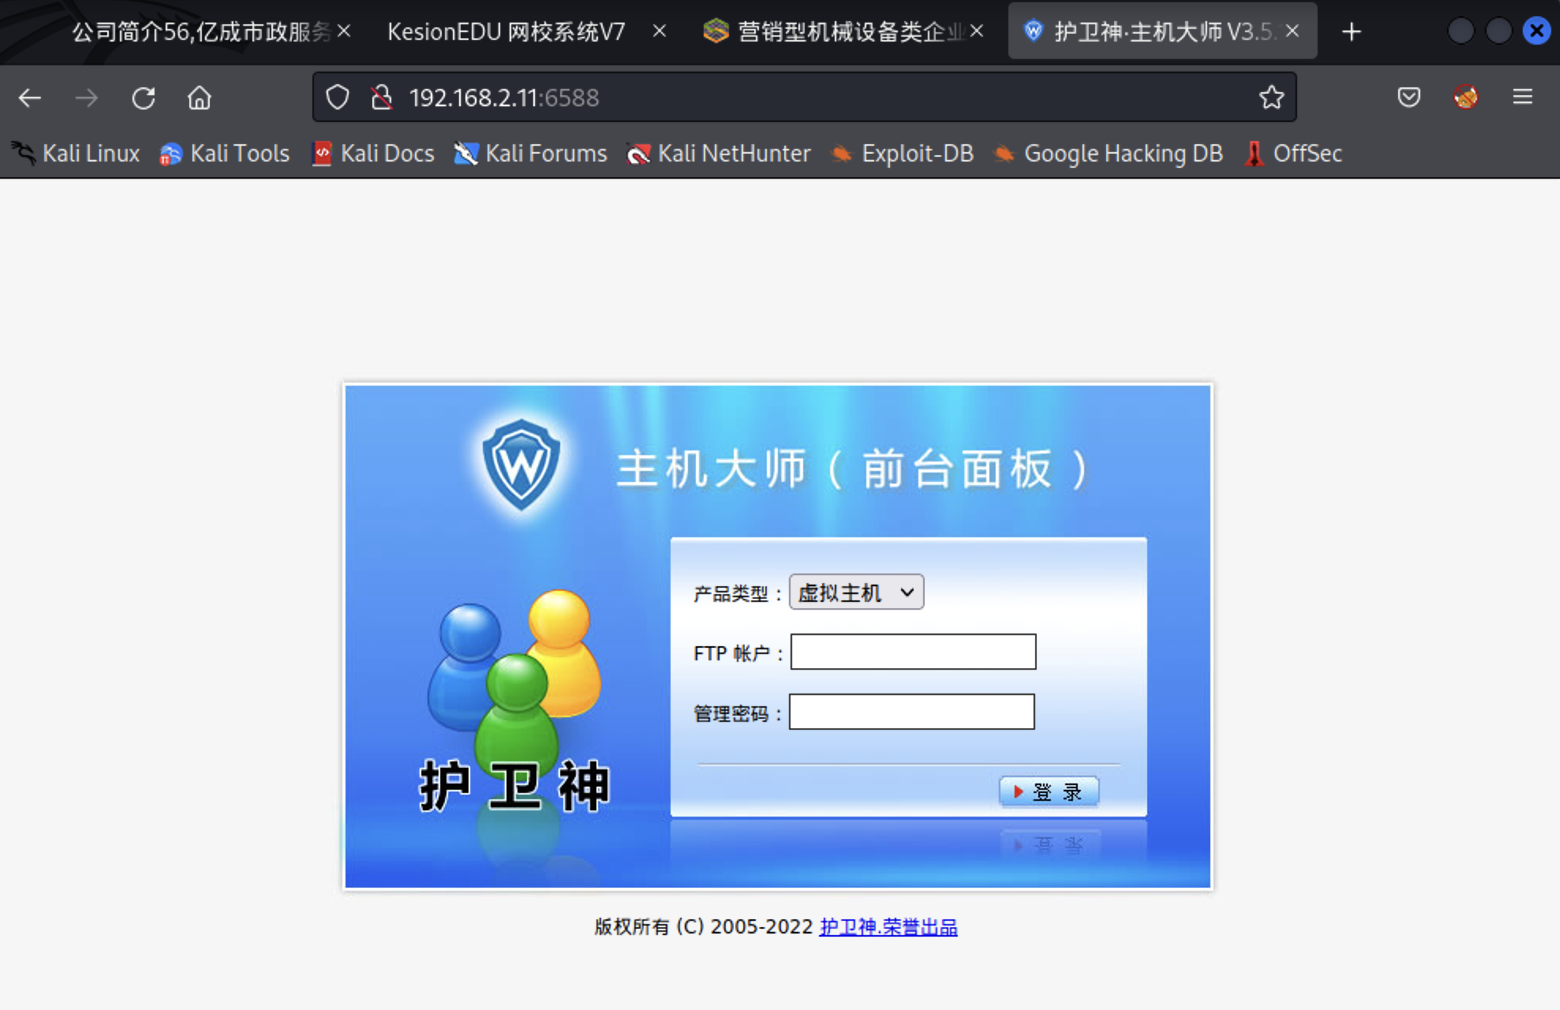 公司简介56,亿成市政服务 KesionEDU 网校系统V7 营销型机械设备类企业 护卫神·主机大师 V3.5.
192.168.2.11:6588
Kali Linux Kali Tools Kali Docs Kali Forums Kali NetHunter Exploit-DB Google Hacking DB OffSec
W
主机大师（前台面板）
产品类型： 虚拟主机
FTP 帐户：
管理密码：
护卫神
登 录
版权所有 (C) 2005-2022 护卫神.荣誉出品